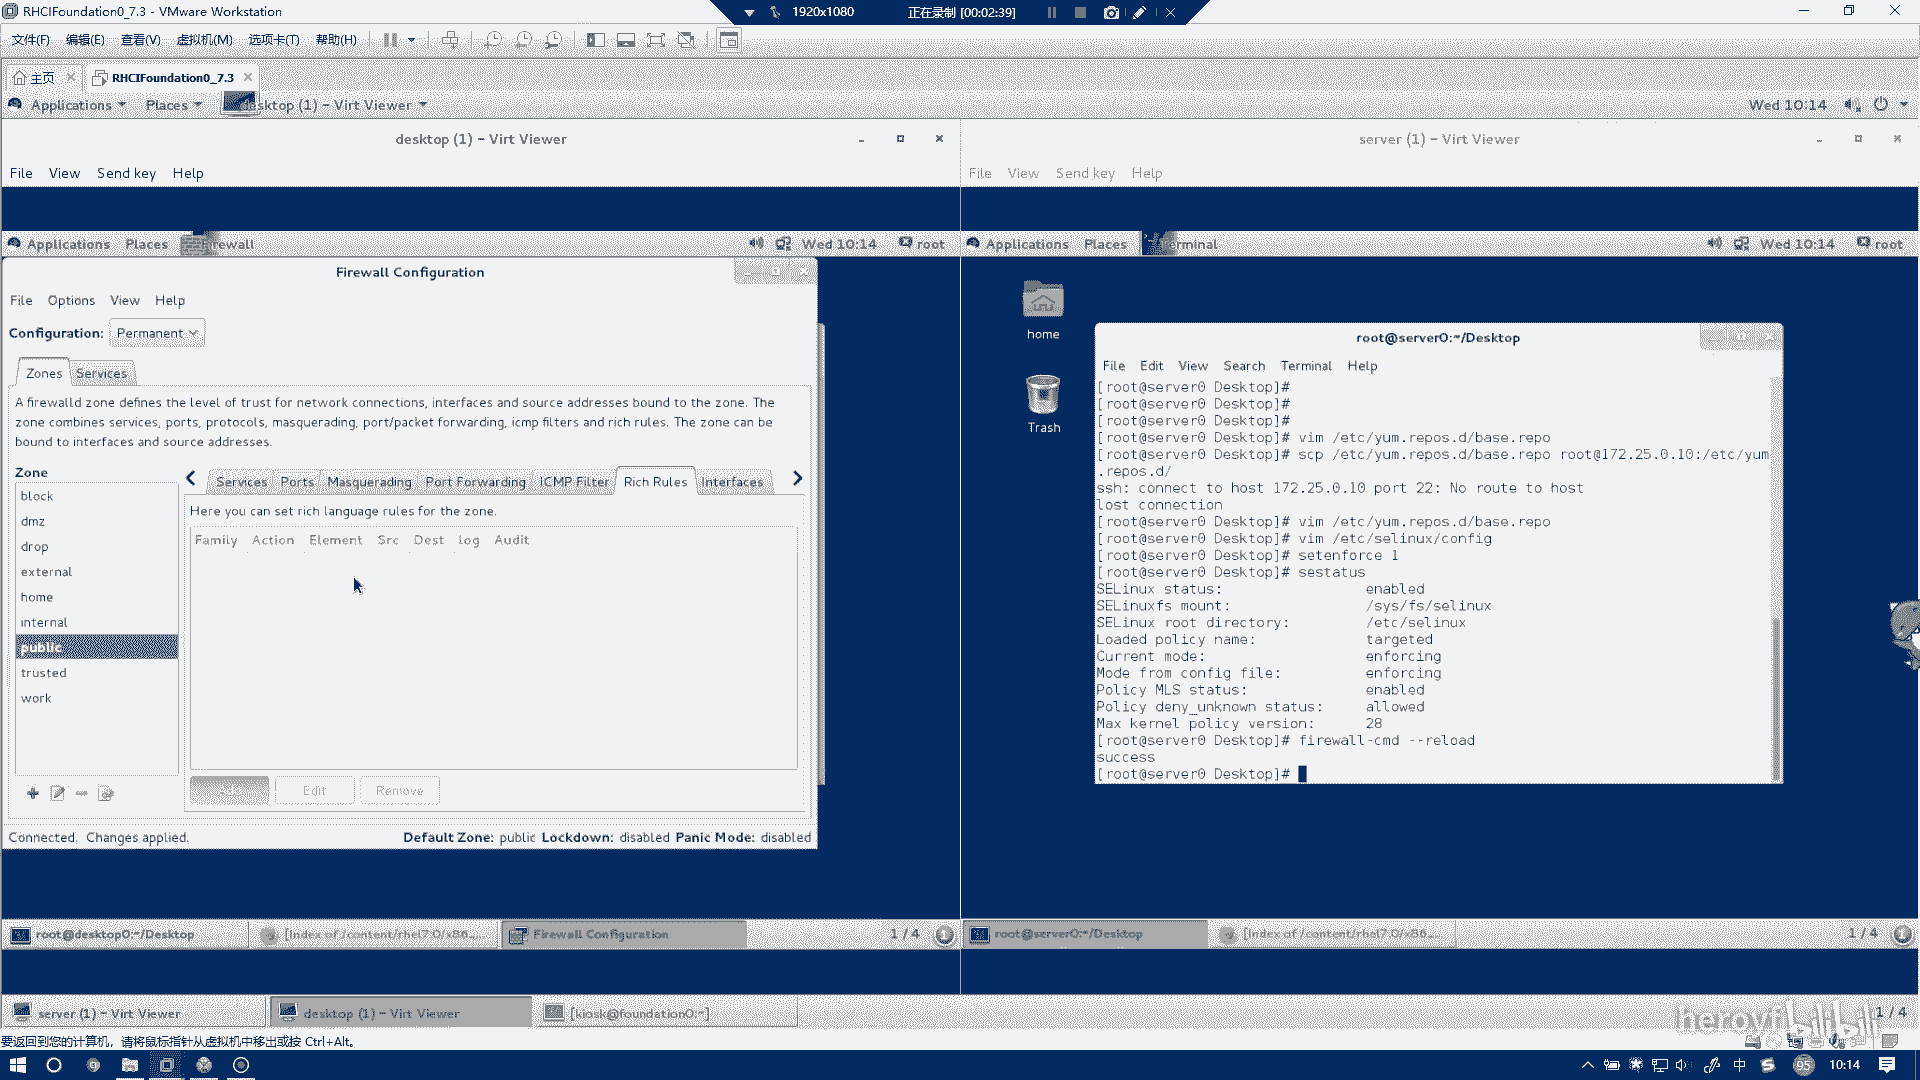 RHCIFoundation0_7.3 - VMware Workstation
1920x1080
正在录制 [00:02:39]
文件(F) 编辑(E) 查看(V) 虚拟机(M) 选项卡(T) 帮助(H)
主页
RHCIFoundation0_7.3
Applications Places desktop (1) - Virt Viewer
Wed 10:14
desktop (1) - Virt Viewer
File View Send key Help
Applications Places Firewall
Wed 10:14 root
Firewall Configuration
File Options View Help
Configuration: Permanent
Zones Services
A firewalld zone defines the level of trust for network connections, interfaces and source addresses bound to the zone. The
zone combines services, ports, protocols, masquerading, port/packet forwarding, icmp filters and rich rules. The zone can be
bound to interfaces and source addresses.
Zone
block
dmz
drop
external
home
internal
public
trusted
work
Services Ports Masquerading Port Forwarding ICMP Filter Rich Rules Interfaces
Here you can set rich language rules for the zone.
Family Action Element Src Dest log Audit
Add Edit Remove
Connected. Changes applied.
Default Zone: public Lockdown: disabled Panic Mode: disabled
root@desktop0:~/Desktop
[Index of /content/rhel7.0/x86_...
Firewall Configuration
1 / 4
server (1) - Virt Viewer
File View Send key Help
Applications Places Terminal
Wed 10:14 root
home
Trash
root@server0:~/Desktop
File Edit View Search Terminal Help
[root@server0 Desktop]#
[root@server0 Desktop]#
[root@server0 Desktop]#
[root@server0 Desktop]# vim /etc/yum.repos.d/base.repo
[root@server0 Desktop]# scp /etc/yum.repos.d/base.repo root@172.25.0.10:/etc/yum
.repos.d/
ssh: connect to host 172.25.0.10 port 22: No route to host
lost connection
[root@server0 Desktop]# vim /etc/yum.repos.d/base.repo
[root@server0 Desktop]# vim /etc/selinux/config
[root@server0 Desktop]# setenforce 1
[root@server0 Desktop]# sestatus
SELinux status: enabled
SELinuxfs mount: /sys/fs/selinux
SELinux root directory: /etc/selinux
Loaded policy name: targeted
Current mode: enforcing
Mode from config file: enforcing
Policy MLS status: enabled
Policy deny_unknown status: allowed
Max kernel policy version: 28
[root@server0 Desktop]# firewall-cmd --reload
success
[root@server0 Desktop]#
root@server0:~/Desktop
[Index of /content/rhel7.0/x86_...
1 / 4
server (1) - Virt Viewer
desktop (1) - Virt Viewer
[kiosk@foundation0:~]
1 / 4
bilibili
要返回到您的计算机，请将鼠标指针从虚拟机中移出或按 Ctrl+Alt。
中
95
10:14